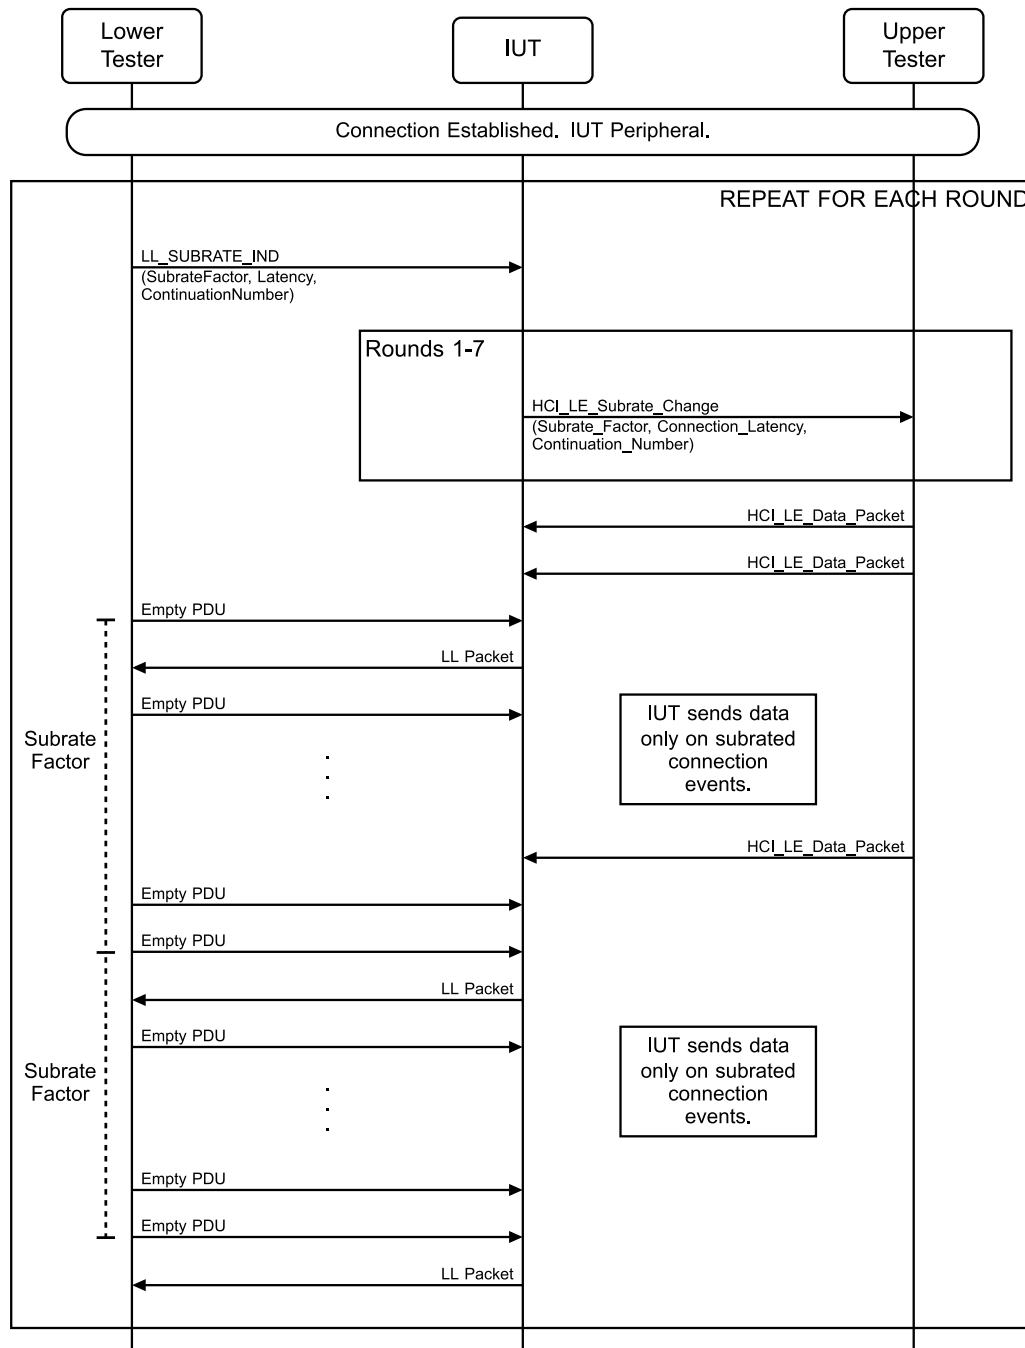 Lower
Tester
IUT
Upper
Tester
Connection Established. IUT Peripheral.
REPEAT FOR EACH ROUND
LL_SUBRATE_IND
(SubrateFactor, Latency,
ContinuationNumber)
Rounds 1-7
HCI_LE_Subrate_Change
(Subrate_Factor, Connection_Latency,
Continuation_Number)
HCI_LE_Data_Packet
HCI_LE_Data_Packet
Empty PDU
LL Packet
Empty PDU
Subrate
Factor
IUT sends data
only on subrated
connection
events.
HCI_LE_Data_Packet
Empty PDU
Empty PDU
LL Packet
Empty PDU
Subrate
Factor
IUT sends data
only on subrated
connection
events.
Empty PDU
Empty PDU
LL Packet